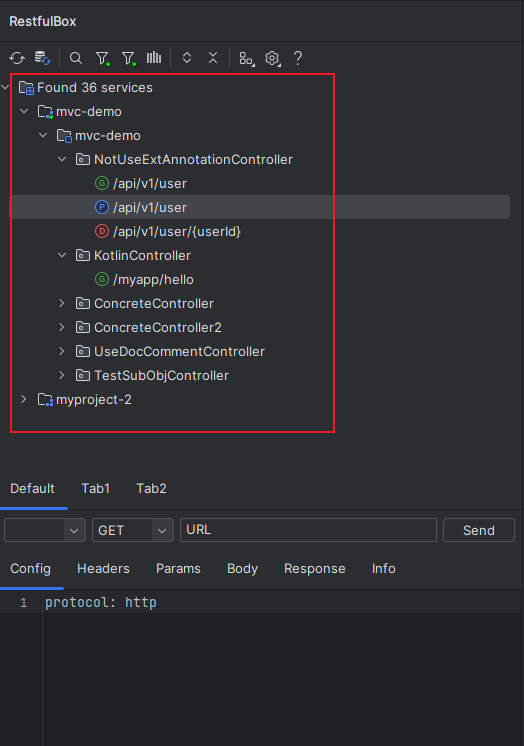 RestfulBox
Found 36 services
mvc-demo
mvc-demo
NotUseExtAnnotationController
G /api/v1/user
P /api/v1/user
D /api/v1/user/{userId}
KotlinController
G /myapp/hello
ConcreteController
ConcreteController2
UseDocCommentController
TestSubObjController
myproject-2
Default Tab1 Tab2
GET URL Send
Config Headers Params Body Response Info
1 protocol: http